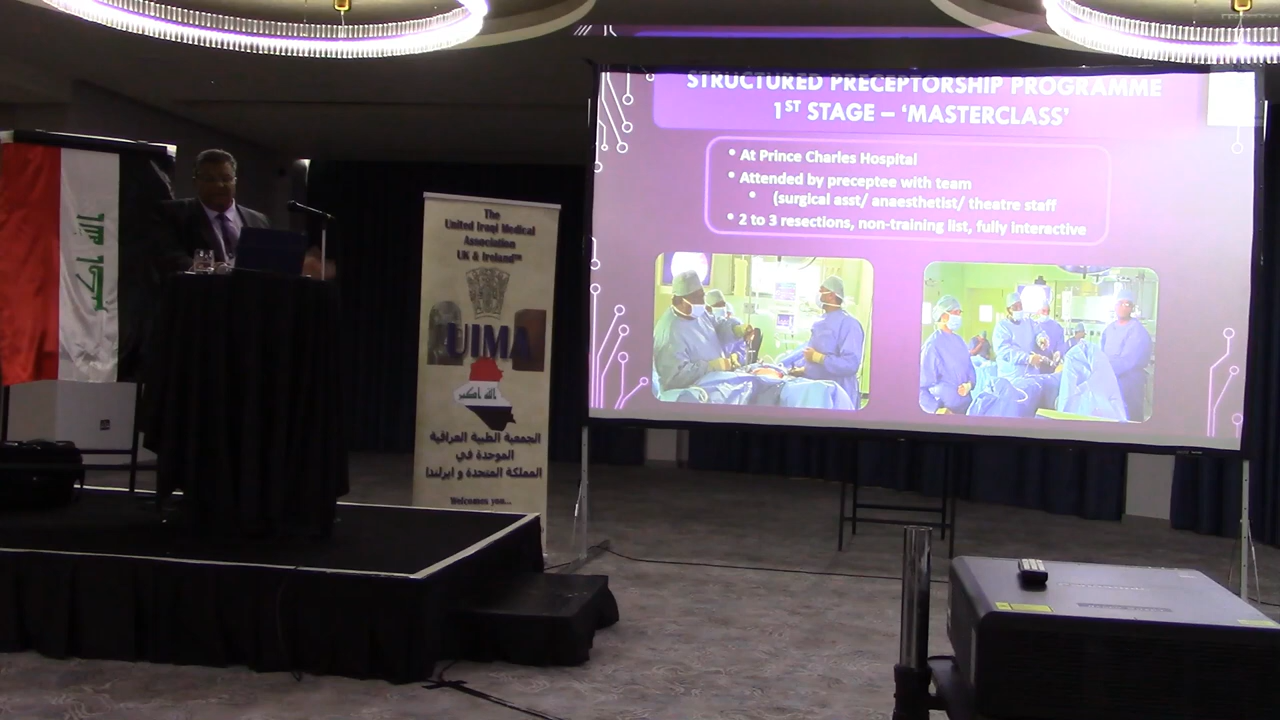 الله اكبر
The
United Iraqi Medical
Association
UK & Ireland™
UIMA
الله اكبر
الجمعية الطبية العراقية
الموحدة في
المملكة المتحدة و ايرلندا
Welcomes you...
STRUCTURED PRECEPTORSHIP PROGRAMME
1ST STAGE – ‘MASTERCLASS’
• At Prince Charles Hospital
• Attended by preceptee with team
• (surgical asst/ anaesthetist/ theatre staff
• 2 to 3 resections, non-training list, fully interactive